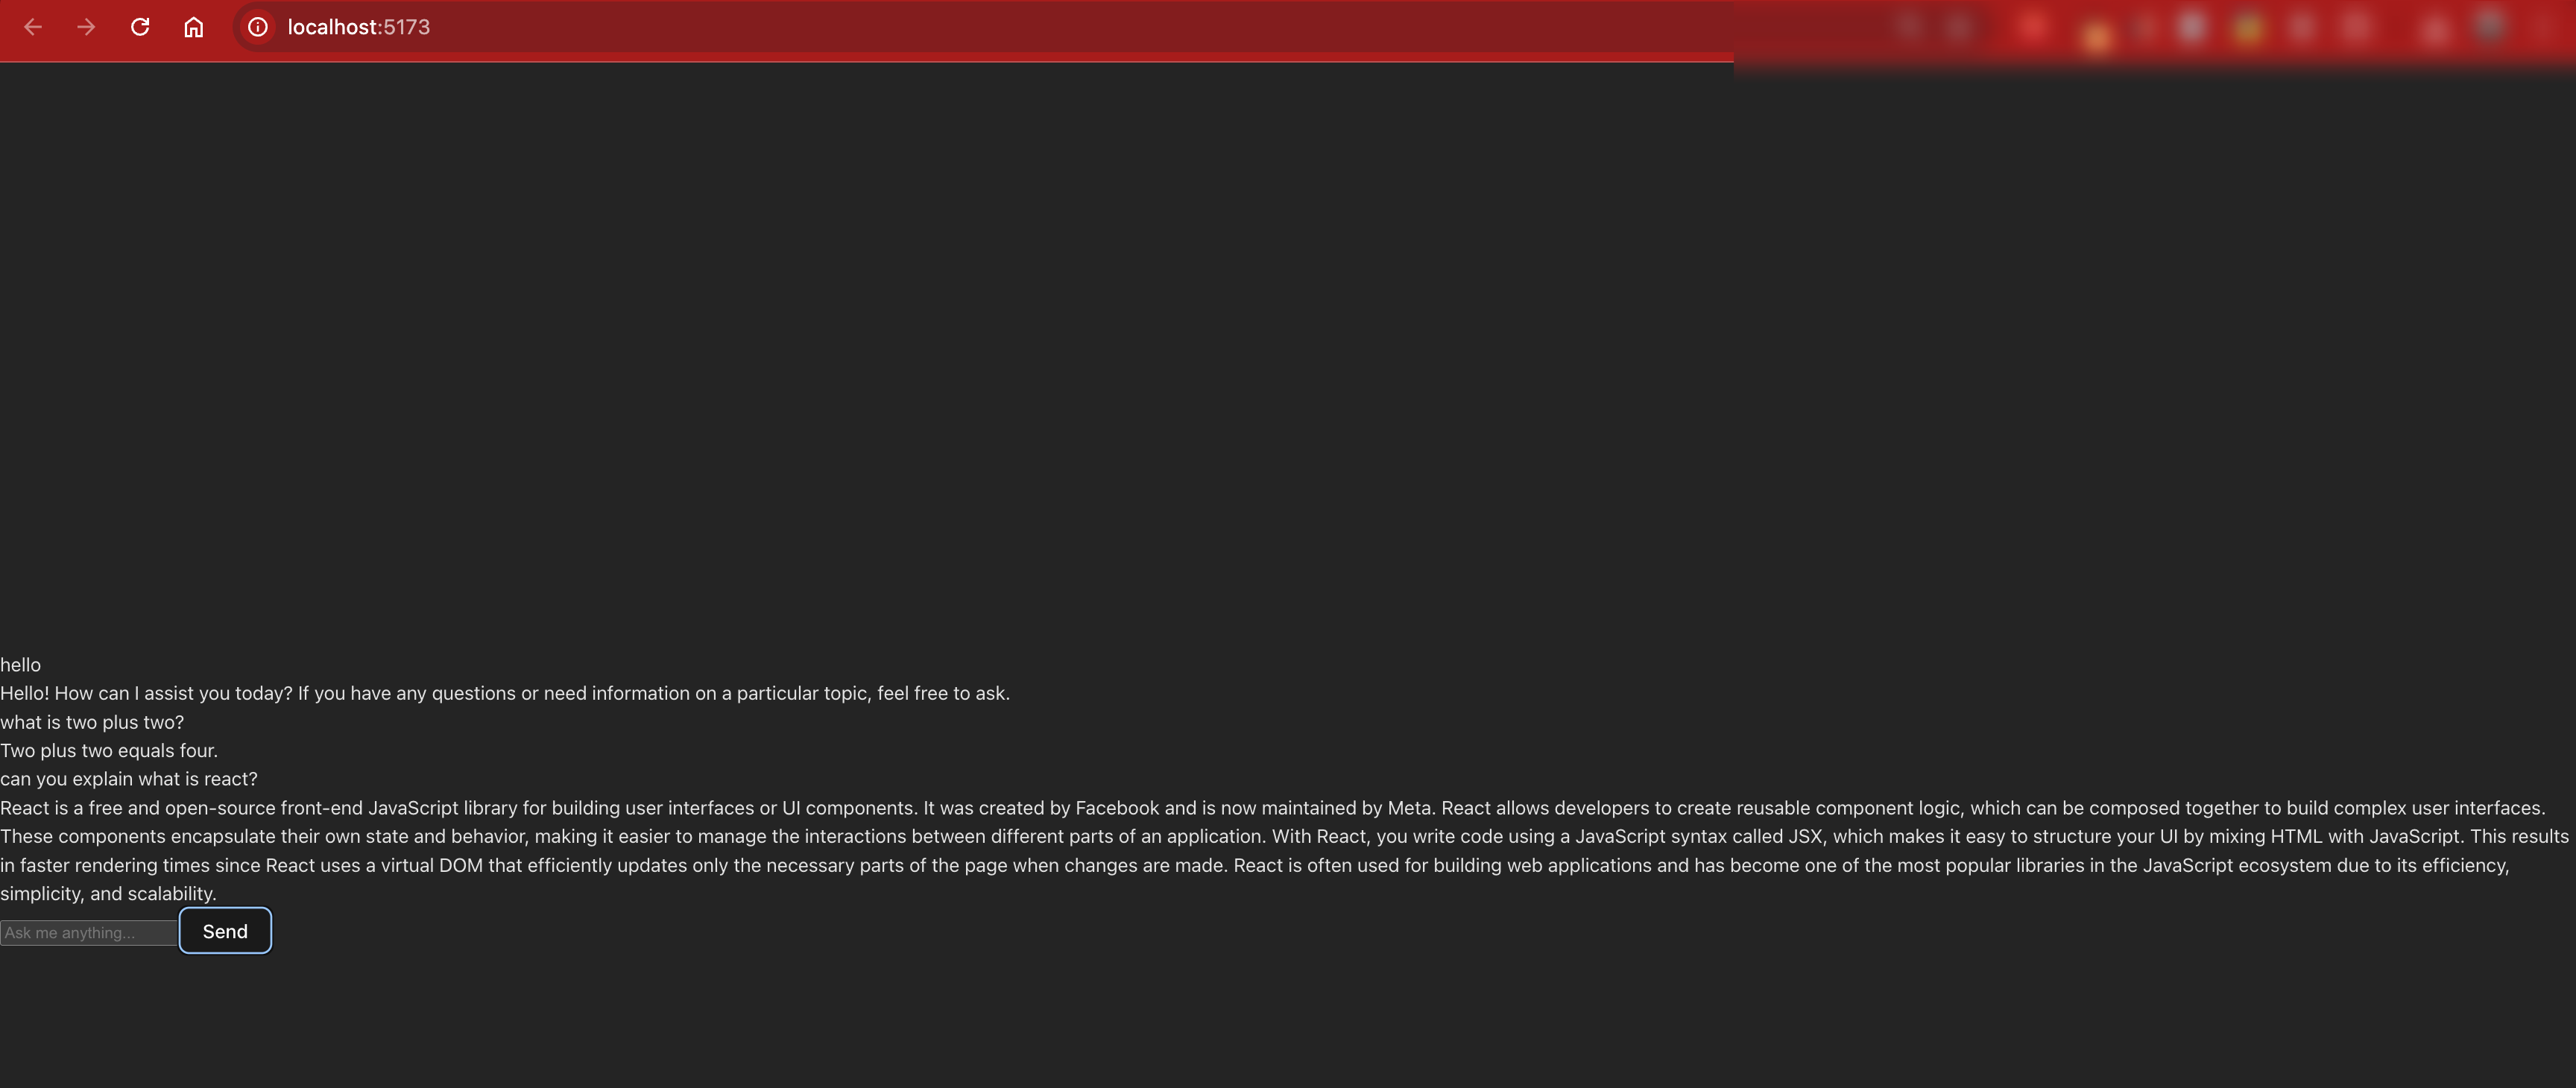 localhost:5173
hello
Hello! How can I assist you today? If you have any questions or need information on a particular topic, feel free to ask.
what is two plus two?
Two plus two equals four.
can you explain what is react?
React is a free and open-source front-end JavaScript library for building user interfaces or UI components. It was created by Facebook and is now maintained by Meta. React allows developers to create reusable component logic, which can be composed together to build complex user interfaces.
These components encapsulate their own state and behavior, making it easier to manage the interactions between different parts of an application. With React, you write code using a JavaScript syntax called JSX, which makes it easy to structure your UI by mixing HTML with JavaScript. This results
in faster rendering times since React uses a virtual DOM that efficiently updates only the necessary parts of the page when changes are made. React is often used for building web applications and has become one of the most popular libraries in the JavaScript ecosystem due to its efficiency,
simplicity, and scalability.
Ask me anything... Send